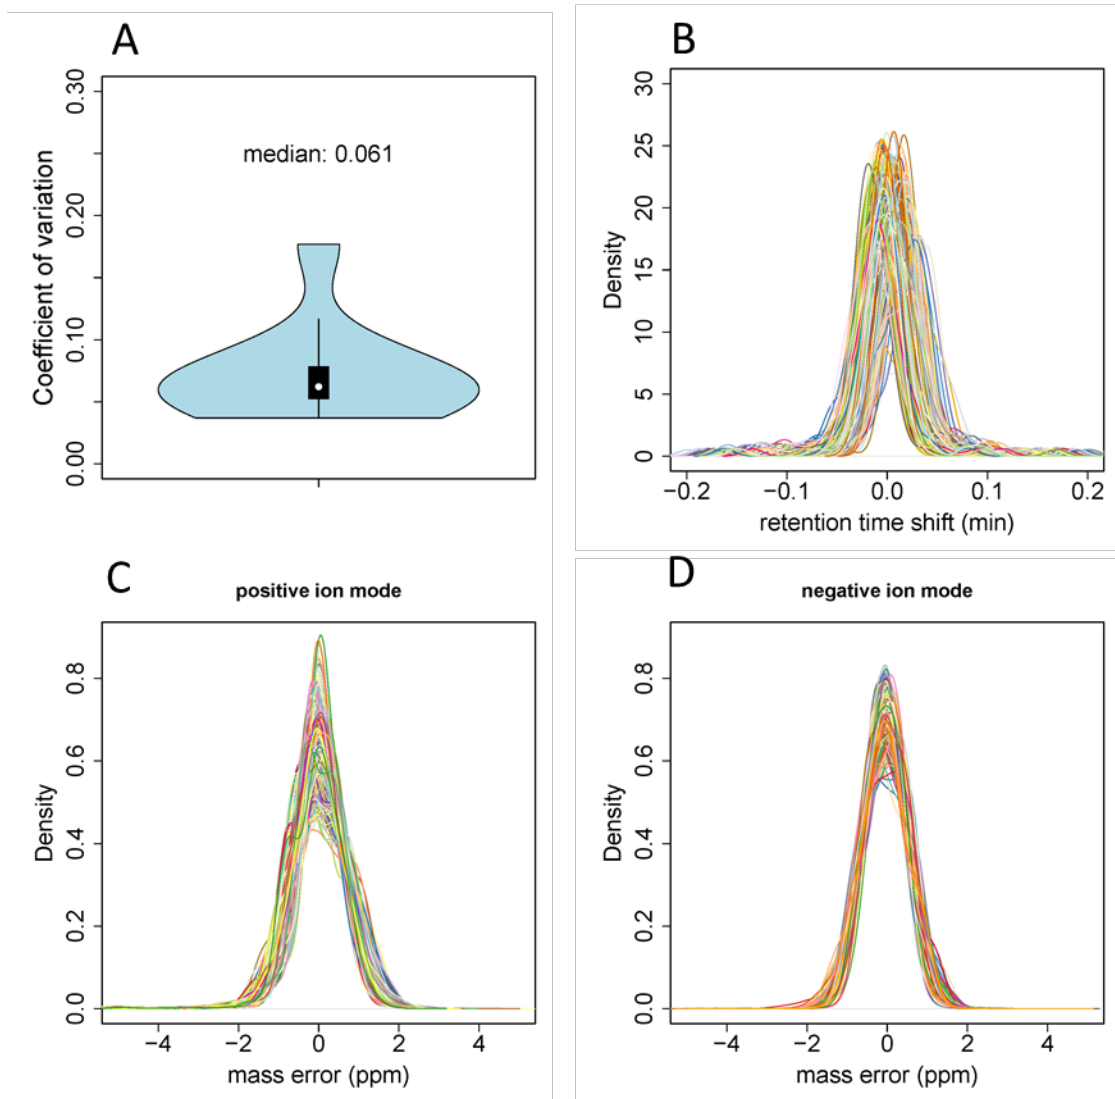 A
0.00
0.10
0.20
0.30
Coefficient of variation
median: 0.061
B
0
5
10
15
20
25
30
Density
−0.2
−0.1
0.0
0.1
0.2
retention time shift (min)
C
positive ion mode
0.0
0.2
0.4
0.6
0.8
Density
−4
−2
0
2
4
mass error (ppm)
D
negative ion mode
0.0
0.2
0.4
0.6
0.8
Density
−4
−2
0
2
4
mass error (ppm)